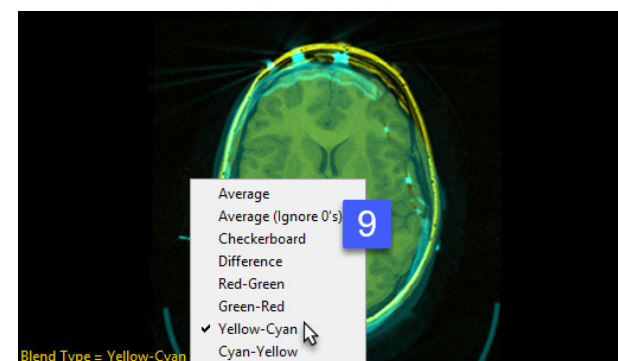 Average
Average (Ignore 0's)
9
Checkerboard
Difference
Red-Green
Green-Red
✔ Yellow-Cyan
Cyan-Yellow
Blend Type = Yellow-Cyan